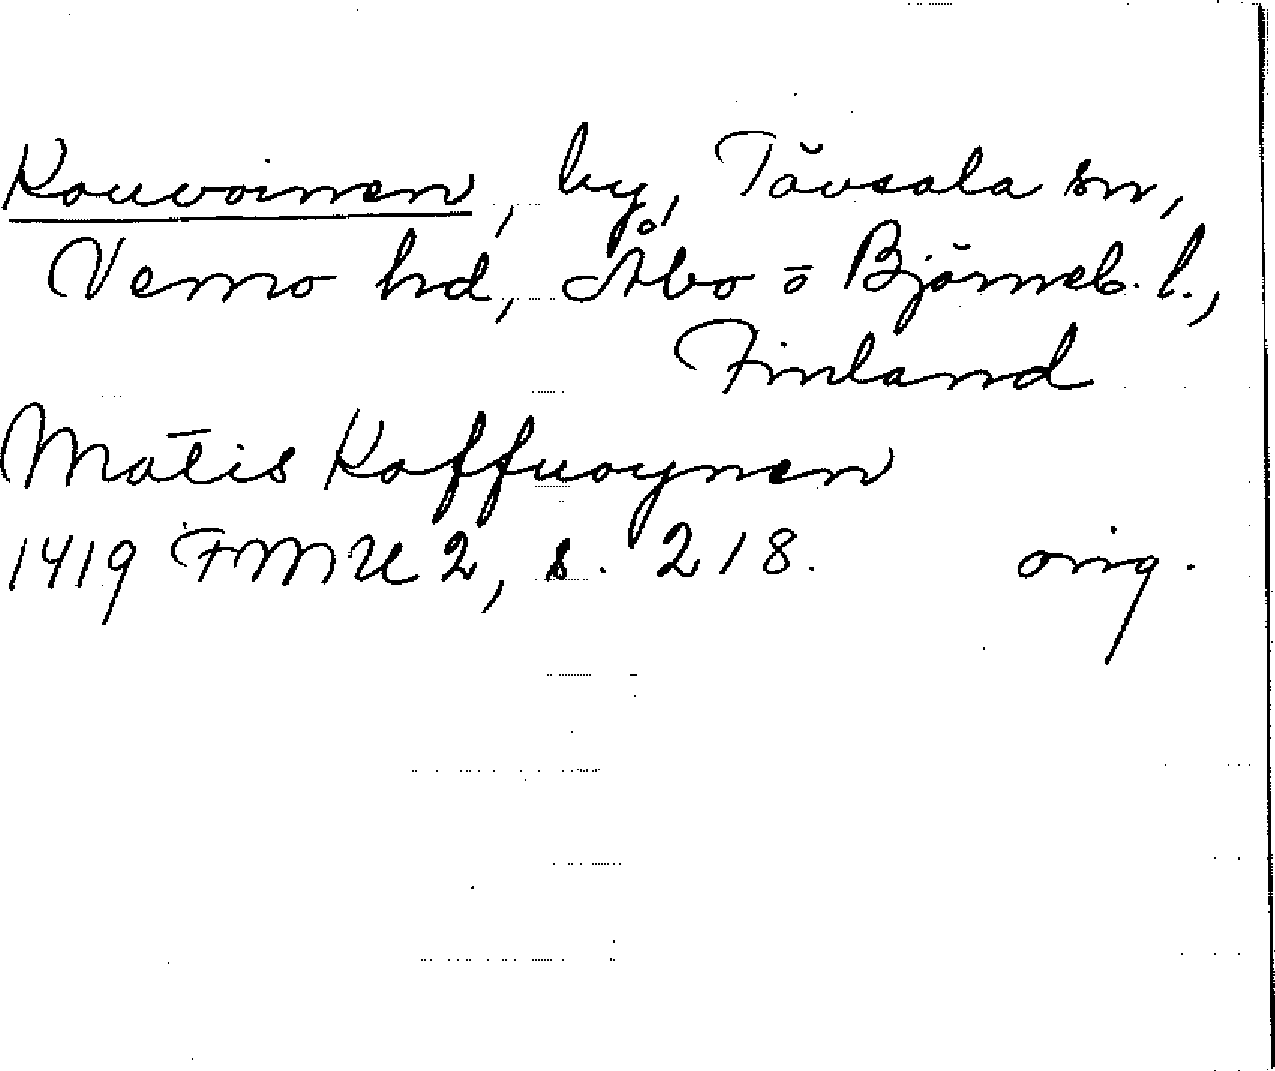 Kouvoinen, by, Tövsala sn,
Vemo hd, Åbo o Björneb. l.,
Finland
Matis Koffuoynen
1419 FMU 2, s. 218. orig.